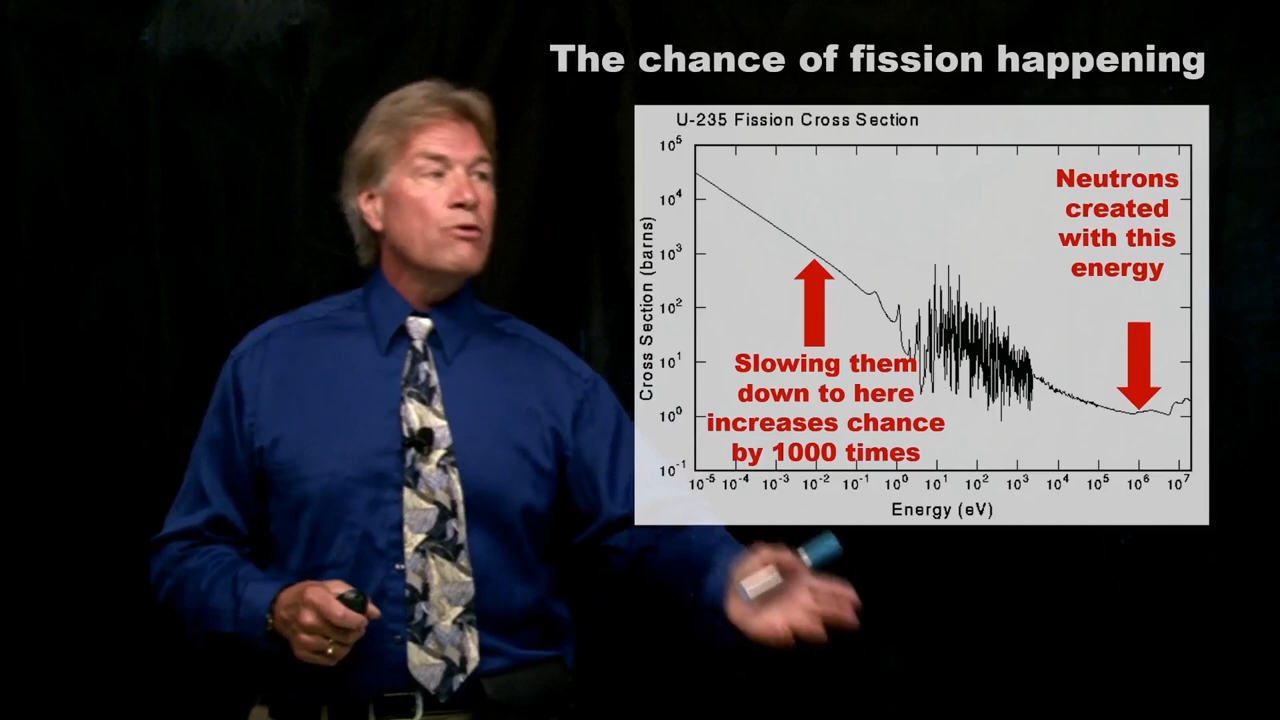 The chance of fission happening
U-235 Fission Cross Section
10^5
10^4
10^3
10^2
10^1
10^0
10^-1
Cross Section (barns)
Neutrons
created
with this
energy
Slowing them
down to here
increases chance
by 1000 times
10^-5 10^-4 10^-3 10^-2 10^-1 10^0 10^1 10^2 10^3 10^4 10^5 10^6 10^7
Energy (eV)